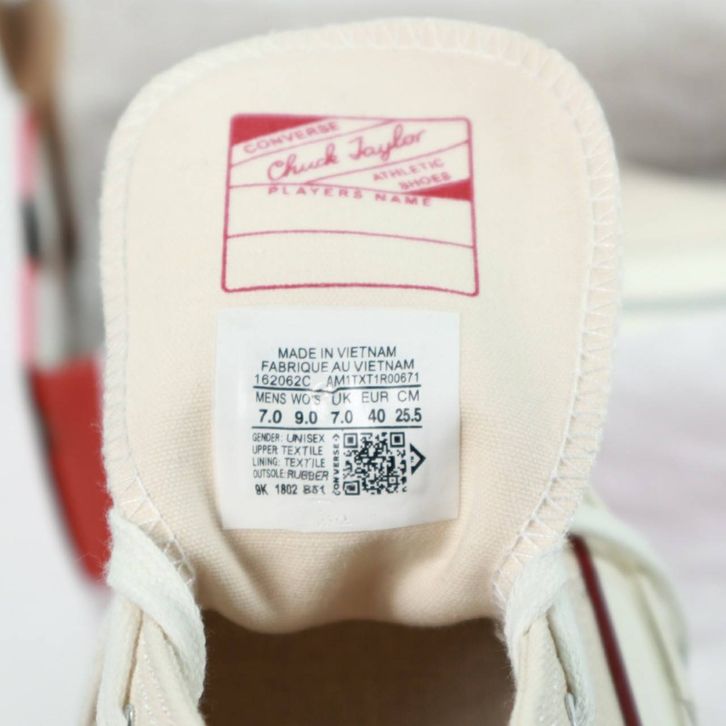 CONVERSE
Chuck Taylor
ATHLETIC
SHOES
PLAYERS NAME
MADE IN VIETNAM
FABRIQUE AU VIETNAM
162062C AM1TXT1R00671
MENS WO'S UK EUR CM
7.0 9.0 7.0 40 25.5
GENDER: UNISEX
UPPER TEXTILE
LINING: TEXTILE
OUTSOLE: RUBBER
9K 1802
CONVERSE